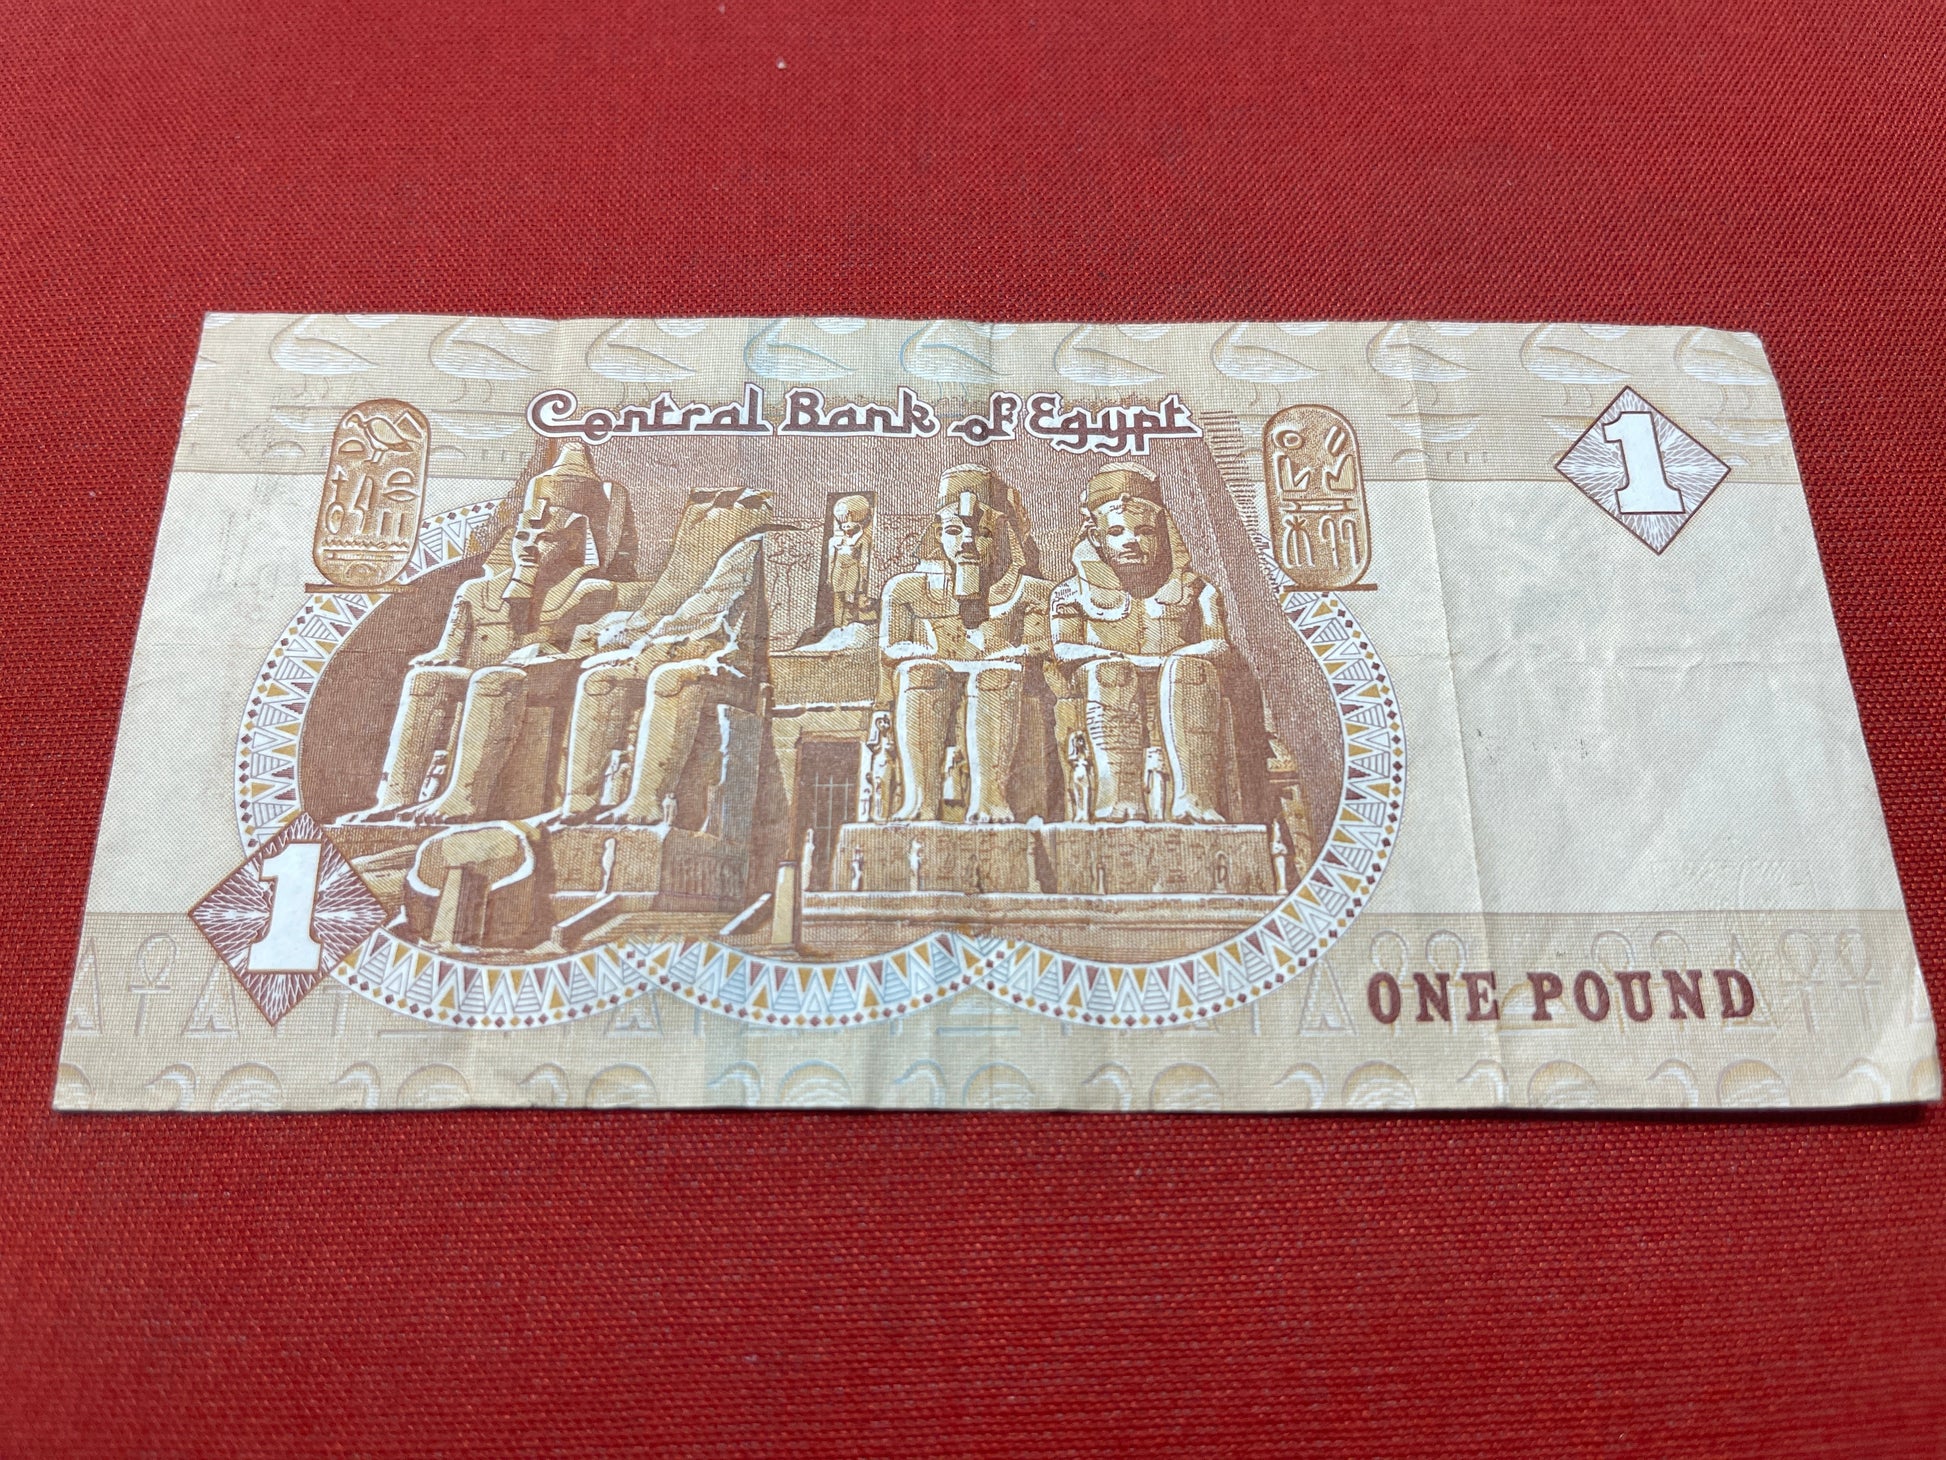 Central Bank of Egypt
1
1
ONE POUND